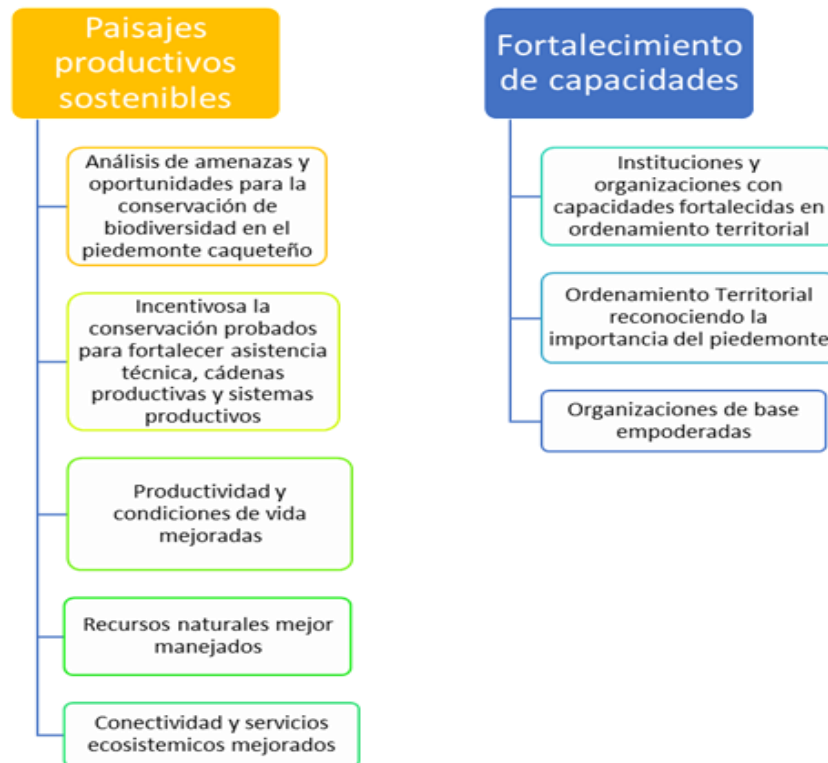 Paisajes
productivos
sostenibles
Análisis de amenazas y
oportunidades para la
conservación de
biodiversidad en el
piedemonte caqueteño
Incentivosa la
conservación probados
para fortalecer asistencia
técnica, cádenas
productivas y sistemas
productivos
Productividad y
condiciones de vida
mejoradas
Recursos naturales mejor
manejados
Conectividad y servicios
ecosistemicos mejorados
Fortalecimiento
de capacidades
Instituciones y
organizaciones con
capacidades fortalecidas en
ordenamiento territorial
Ordenamiento Territorial
reconociendo la
importancia del piedemonte
Organizaciones de base
empoderadas